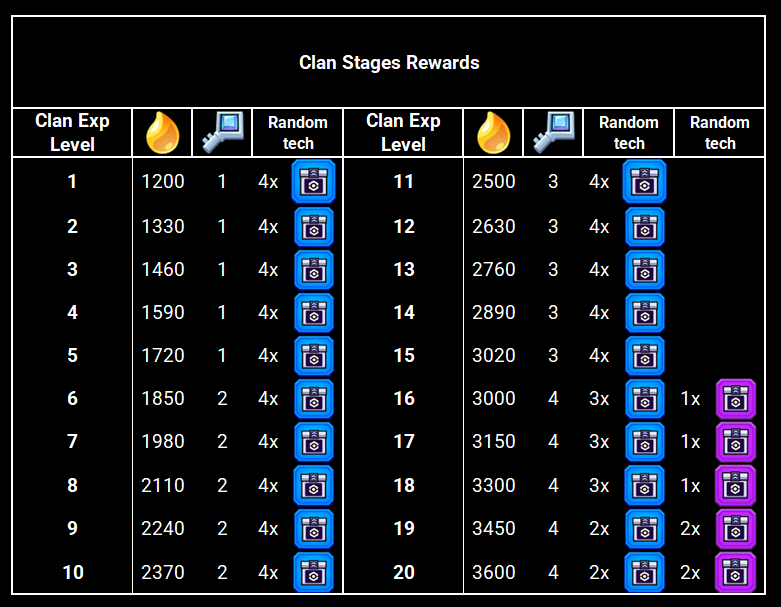 Clan Stages Rewards
Clan Exp Level Random tech Clan Exp Level Random tech Random tech
1 1200 1 4x 11 2500 3 4x
2 1330 1 4x 12 2630 3 4x
3 1460 1 4x 13 2760 3 4x
4 1590 1 4x 14 2890 3 4x
5 1720 1 4x 15 3020 3 4x
6 1850 2 4x 16 3000 4 3x 1x
7 1980 2 4x 17 3150 4 3x 1x
8 2110 2 4x 18 3300 4 3x 1x
9 2240 2 4x 19 3450 4 2x 2x
10 2370 2 4x 20 3600 4 2x 2x